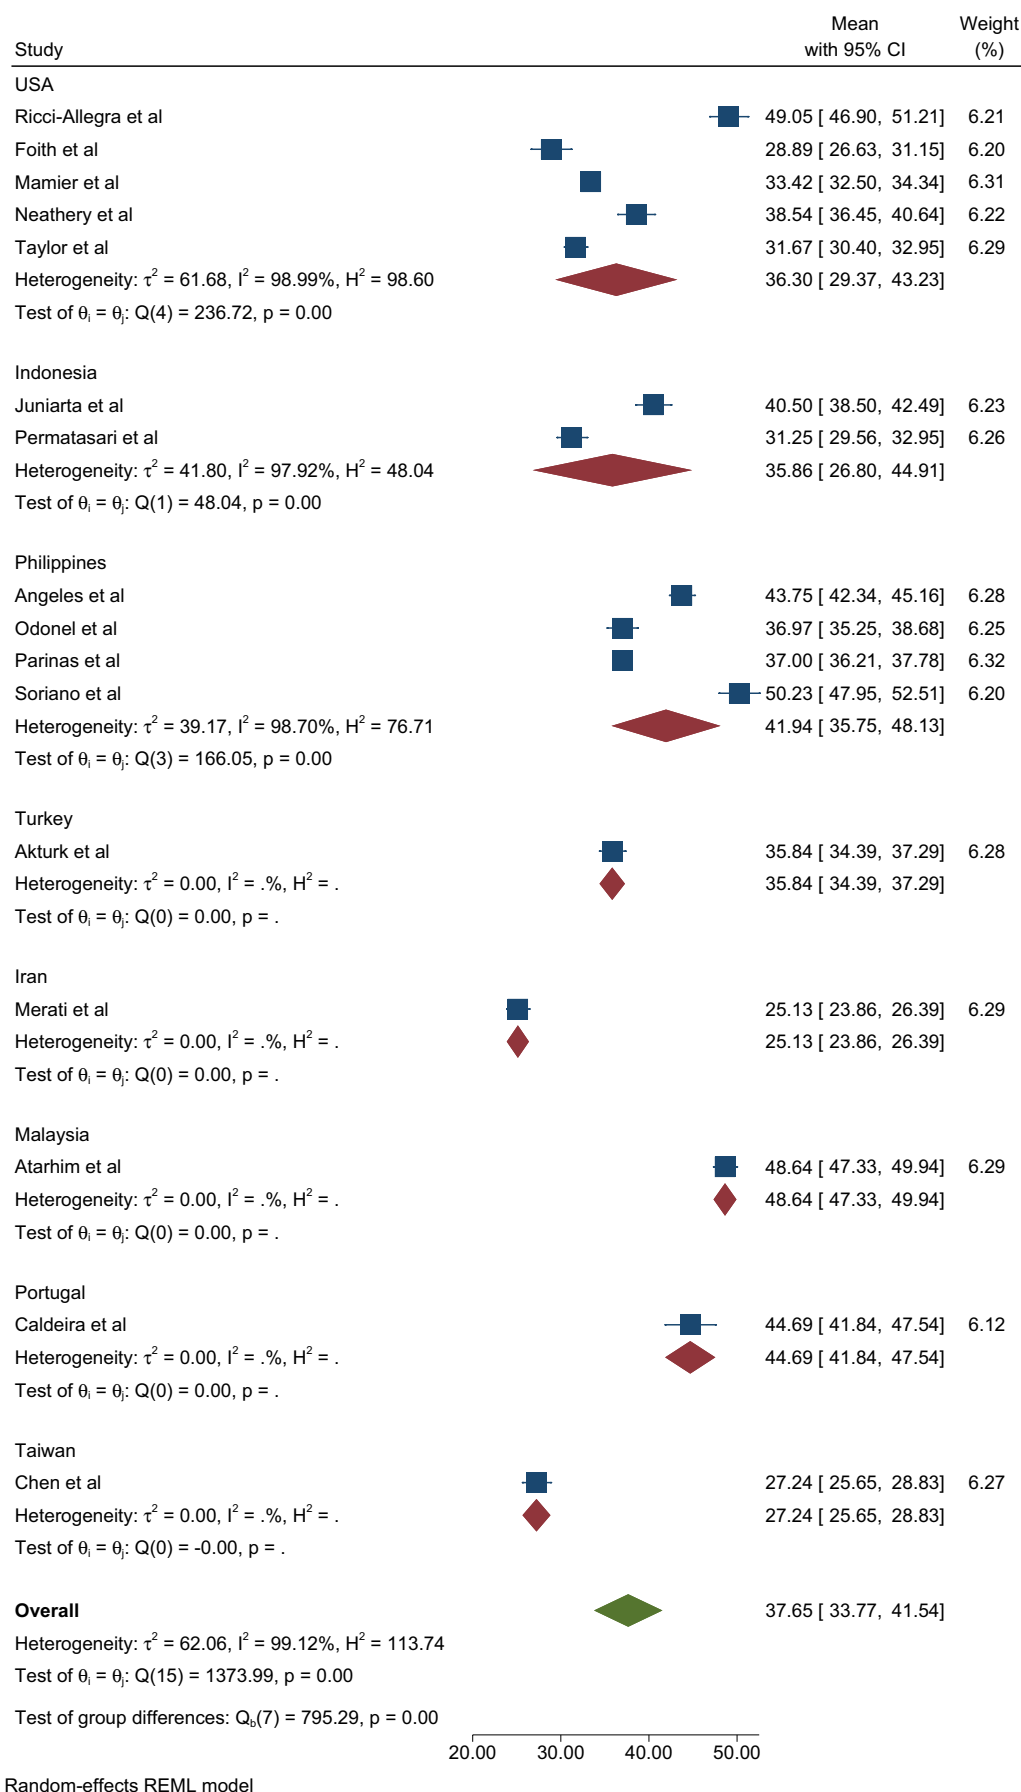 Mean Weight
Study with 95% CI (%)
USA
Ricci-Allegra et al 49.05 [ 46.90, 51.21] 6.21
Foith et al 28.89 [ 26.63, 31.15] 6.20
Mamier et al 33.42 [ 32.50, 34.34] 6.31
Neathery et al 38.54 [ 36.45, 40.64] 6.22
Taylor et al 31.67 [ 30.40, 32.95] 6.29
Heterogeneity: τ² = 61.68, I² = 98.99%, H² = 98.60 36.30 [ 29.37, 43.23]
Test of θᵢ = θⱼ: Q(4) = 236.72, p = 0.00
Indonesia
Juniarta et al 40.50 [ 38.50, 42.49] 6.23
Permatasari et al 31.25 [ 29.56, 32.95] 6.26
Heterogeneity: τ² = 41.80, I² = 97.92%, H² = 48.04 35.86 [ 26.80, 44.91]
Test of θᵢ = θⱼ: Q(1) = 48.04, p = 0.00
Philippines
Angeles et al 43.75 [ 42.34, 45.16] 6.28
Odonel et al 36.97 [ 35.25, 38.68] 6.25
Parinas et al 37.00 [ 36.21, 37.78] 6.32
Soriano et al 50.23 [ 47.95, 52.51] 6.20
Heterogeneity: τ² = 39.17, I² = 98.70%, H² = 76.71 41.94 [ 35.75, 48.13]
Test of θᵢ = θⱼ: Q(3) = 166.05, p = 0.00
Turkey
Akturk et al 35.84 [ 34.39, 37.29] 6.28
Heterogeneity: τ² = 0.00, I² = .%, H² = . 35.84 [ 34.39, 37.29]
Test of θᵢ = θⱼ: Q(0) = 0.00, p = .
Iran
Merati et al 25.13 [ 23.86, 26.39] 6.29
Heterogeneity: τ² = 0.00, I² = .%, H² = . 25.13 [ 23.86, 26.39]
Test of θᵢ = θⱼ: Q(0) = 0.00, p = .
Malaysia
Atarhim et al 48.64 [ 47.33, 49.94] 6.29
Heterogeneity: τ² = 0.00, I² = .%, H² = . 48.64 [ 47.33, 49.94]
Test of θᵢ = θⱼ: Q(0) = 0.00, p = .
Portugal
Caldeira et al 44.69 [ 41.84, 47.54] 6.12
Heterogeneity: τ² = 0.00, I² = .%, H² = . 44.69 [ 41.84, 47.54]
Test of θᵢ = θⱼ: Q(0) = 0.00, p = .
Taiwan
Chen et al 27.24 [ 25.65, 28.83] 6.27
Heterogeneity: τ² = 0.00, I² = .%, H² = . 27.24 [ 25.65, 28.83]
Test of θᵢ = θⱼ: Q(0) = -0.00, p = .
Overall 37.65 [ 33.77, 41.54]
Heterogeneity: τ² = 62.06, I² = 99.12%, H² = 113.74
Test of θᵢ = θⱼ: Q(15) = 1373.99, p = 0.00
Test of group differences: Q_b(7) = 795.29, p = 0.00
20.00 30.00 40.00 50.00
Random-effects REML model